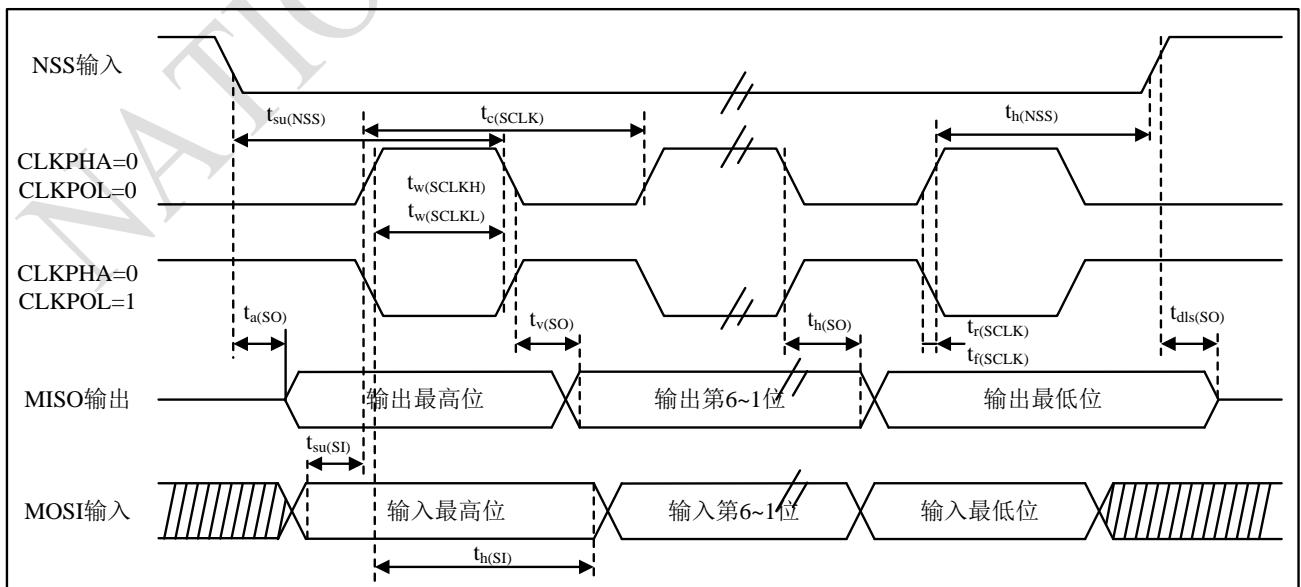 NATIO
NSS输入
tsu(NSS)
tc(SCLK)
th(NSS)
CLKPHA=0
CLKPOL=0
tw(SCLKH)
tw(SCLKL)
CLKPHA=0
CLKPOL=1
ta(SO)
tv(SO)
th(SO)
tr(SCLK)
tf(SCLK)
tdls(SO)
MISO输出
输出最高位
输出第6~1位
输出最低位
tsu(SI)
MOSI输入
输入最高位
输入第6~1位
输入最低位
th(SI)